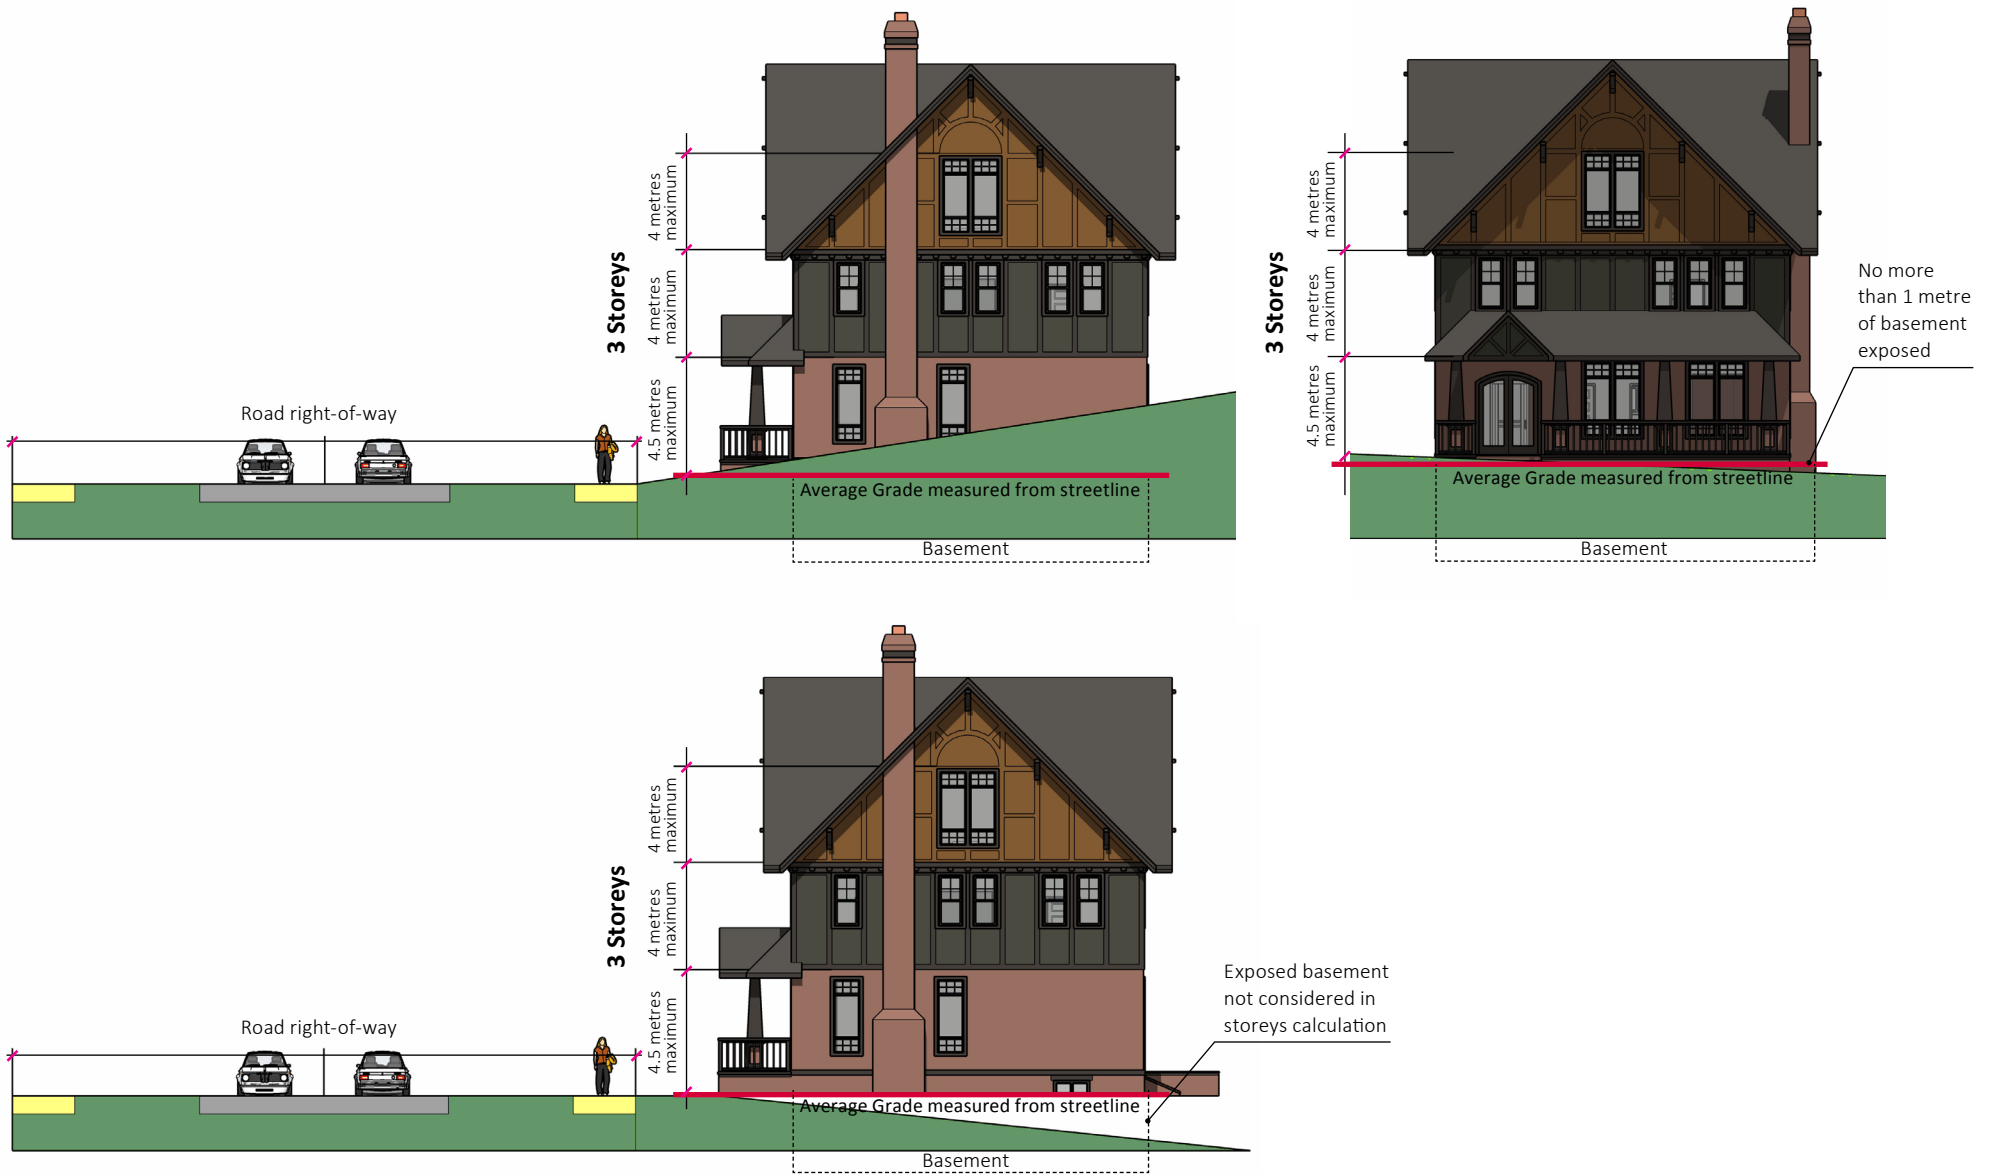 Road right-of-way
3 Storeys
4 metres
maximum
4 metres
maximum
4.5 metres
maximum
Average Grade measured from streetline
Basement
3 Storeys
4 metres
maximum
4 metres
maximum
4.5 metres
maximum
No more
than 1 metre
of basement
exposed
Average Grade measured from streetline
Basement
Road right-of-way
3 Storeys
4 metres
maximum
4 metres
maximum
4.5 metres
maximum
Exposed basement
not considered in
storeys calculation
Average Grade measured from streetline
Basement